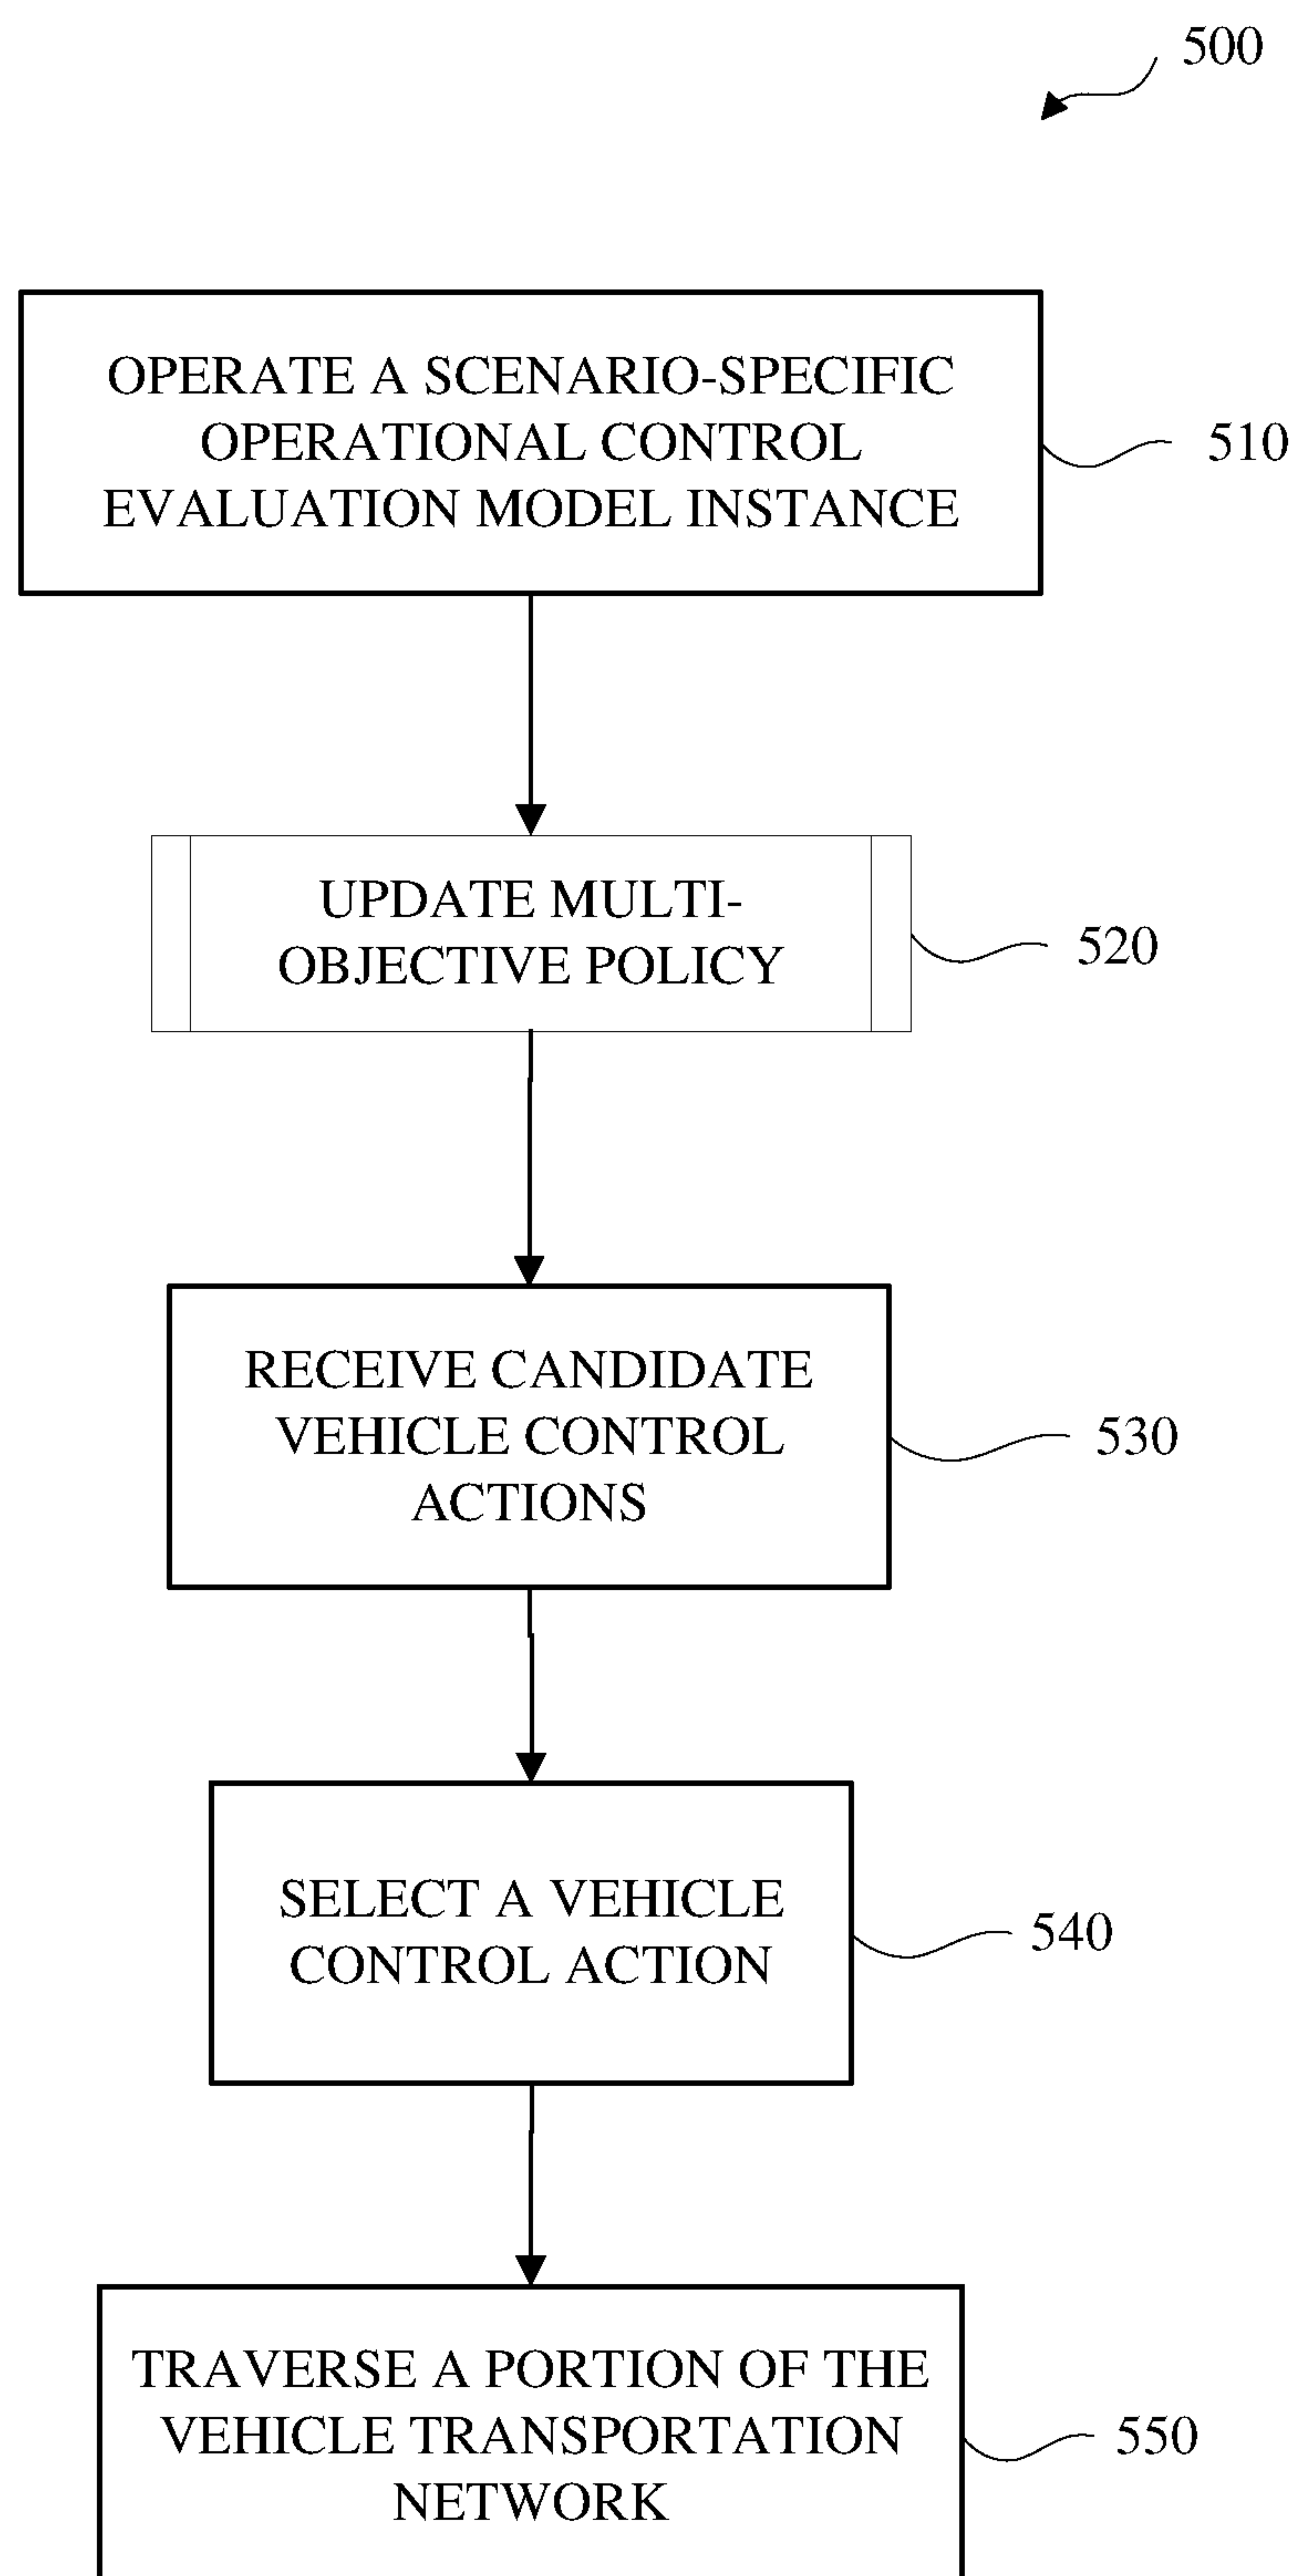 500
OPERATE A SCENARIO-SPECIFIC
OPERATIONAL CONTROL
EVALUATION MODEL INSTANCE
510
UPDATE MULTI-
OBJECTIVE POLICY
520
RECEIVE CANDIDATE
VEHICLE CONTROL
ACTIONS
530
SELECT A VEHICLE
CONTROL ACTION
540
TRAVERSE A PORTION OF THE
VEHICLE TRANSPORTATION
NETWORK
550